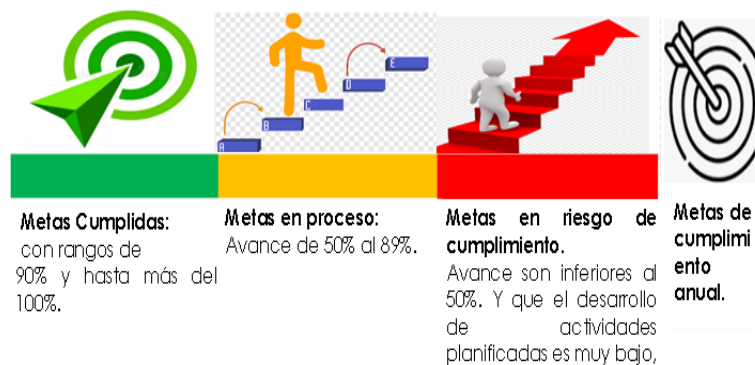 A
B
C
D
E
Metas Cumplidas:
con rangos de
90% y hasta más del
100%.
Metas en proceso:
Avance de 50% al 89%.
Metas en riesgo de
cumplimiento.
Avance son inferiores al
50%. Y que el desarrollo
de actividades
planificadas es muy bajo,
Metas de
cumplimi
ento
anual.